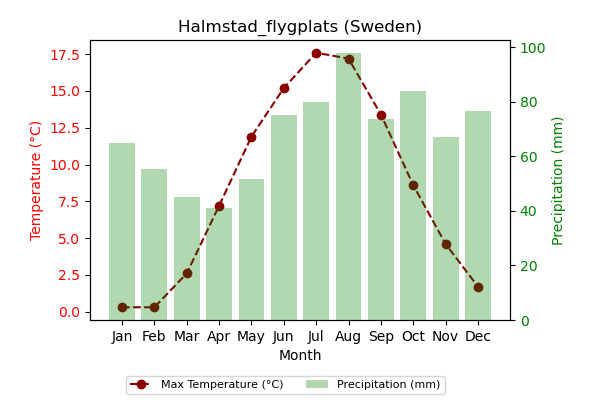 Halmstad_flygplats (Sweden)
17.5
15.0
12.5
10.0
7.5
5.0
2.5
0.0
Temperature (°C)
100
80
60
40
20
0
Precipitation (mm)
Jan Feb Mar Apr May Jun Jul Aug Sep Oct Nov Dec
Month
Max Temperature (°C) Precipitation (mm)